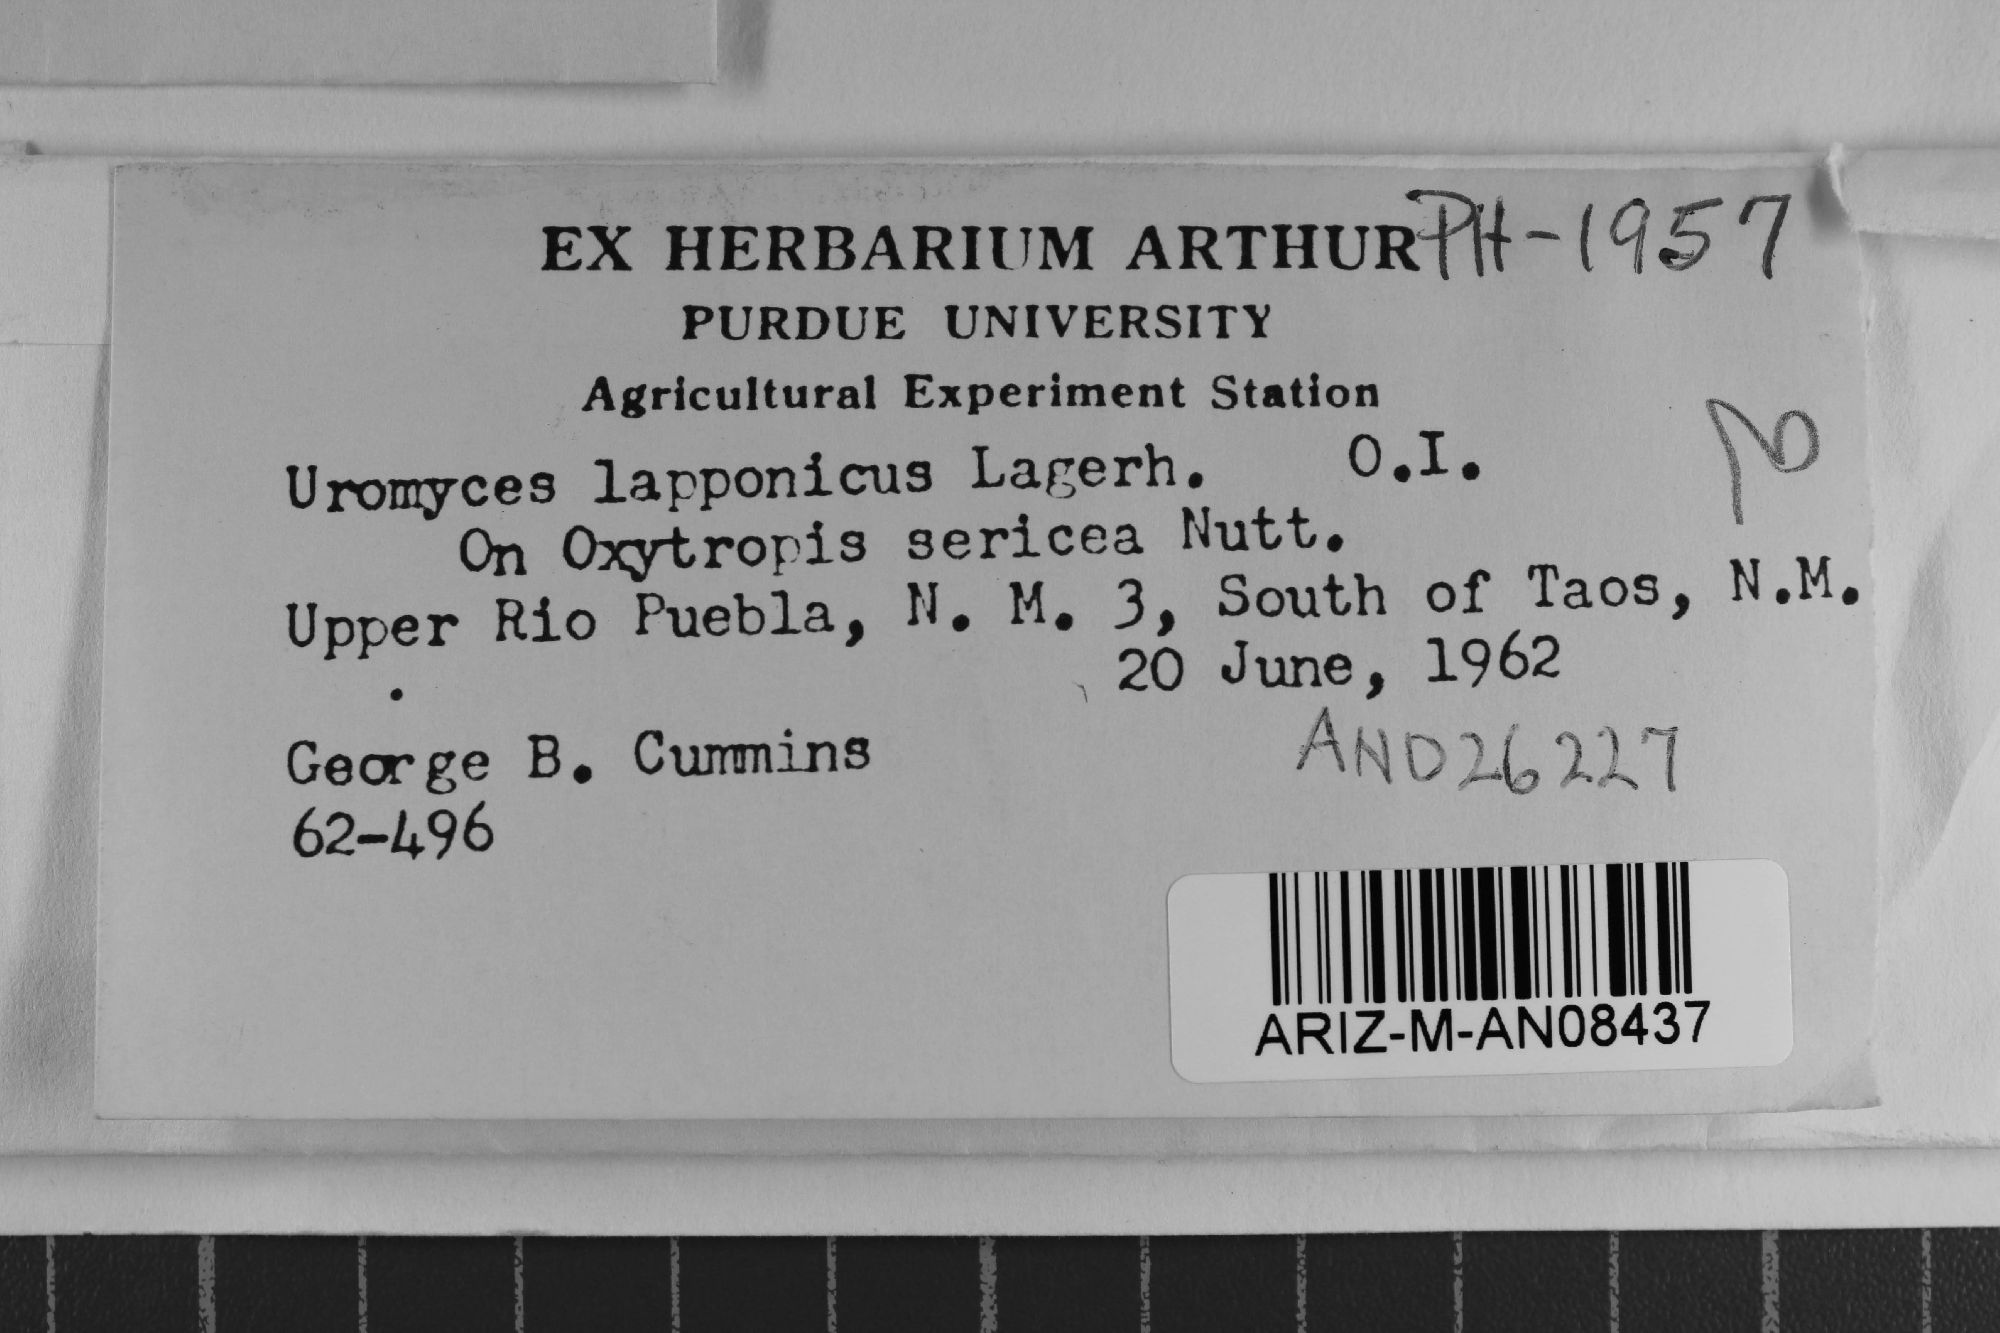 EX HERBARIUM ARTHUR PH-1957
PURDUE UNIVERSITY
Agricultural Experiment Station
Uromyces lapponicus Lagerh. O.I.
On Oxytropis sericea Nutt.
Upper Rio Puebla, N. M. 3, South of Taos, N.M.
20 June, 1962
George B. Cummins
AN026227
62-496
ARIZ-M-AN08437